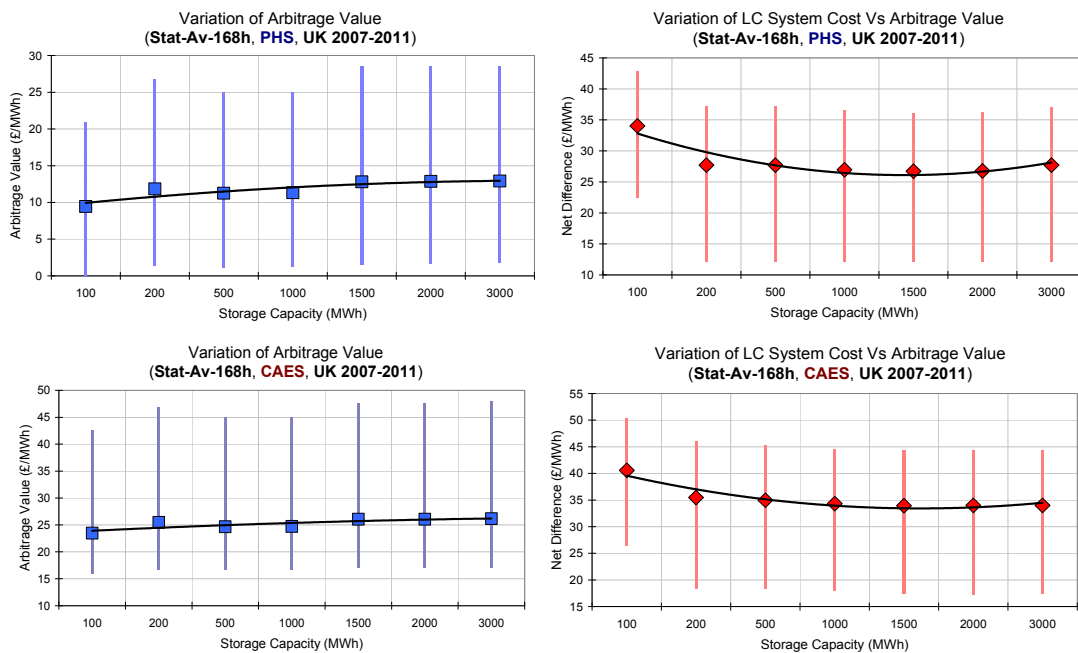 Variation of Arbitrage Value
(Stat-Av-168h, PHS, UK 2007-2011)
Arbitrage Value (£/MWh)
30
25
20
15
10
5
0
100 200 500 1000 1500 2000 3000
Storage Capacity (MWh)
Variation of LC System Cost Vs Arbitrage Value
(Stat-Av-168h, PHS, UK 2007-2011)
Net Difference (£/MWh)
45
40
35
30
25
20
15
10
100 200 500 1000 1500 2000 3000
Storage Capacity (MWh)
Variation of Arbitrage Value
(Stat-Av-168h, CAES, UK 2007-2011)
Arbitrage Value (£/MWh)
50
45
40
35
30
25
20
15
10
100 200 500 1000 1500 2000 3000
Storage Capacity (MWh)
Variation of LC System Cost Vs Arbitrage Value
(Stat-Av-168h, CAES, UK 2007-2011)
Net Difference (£/MWh)
55
50
45
40
35
30
25
20
15
100 200 500 1000 1500 2000 3000
Storage Capacity (MWh)